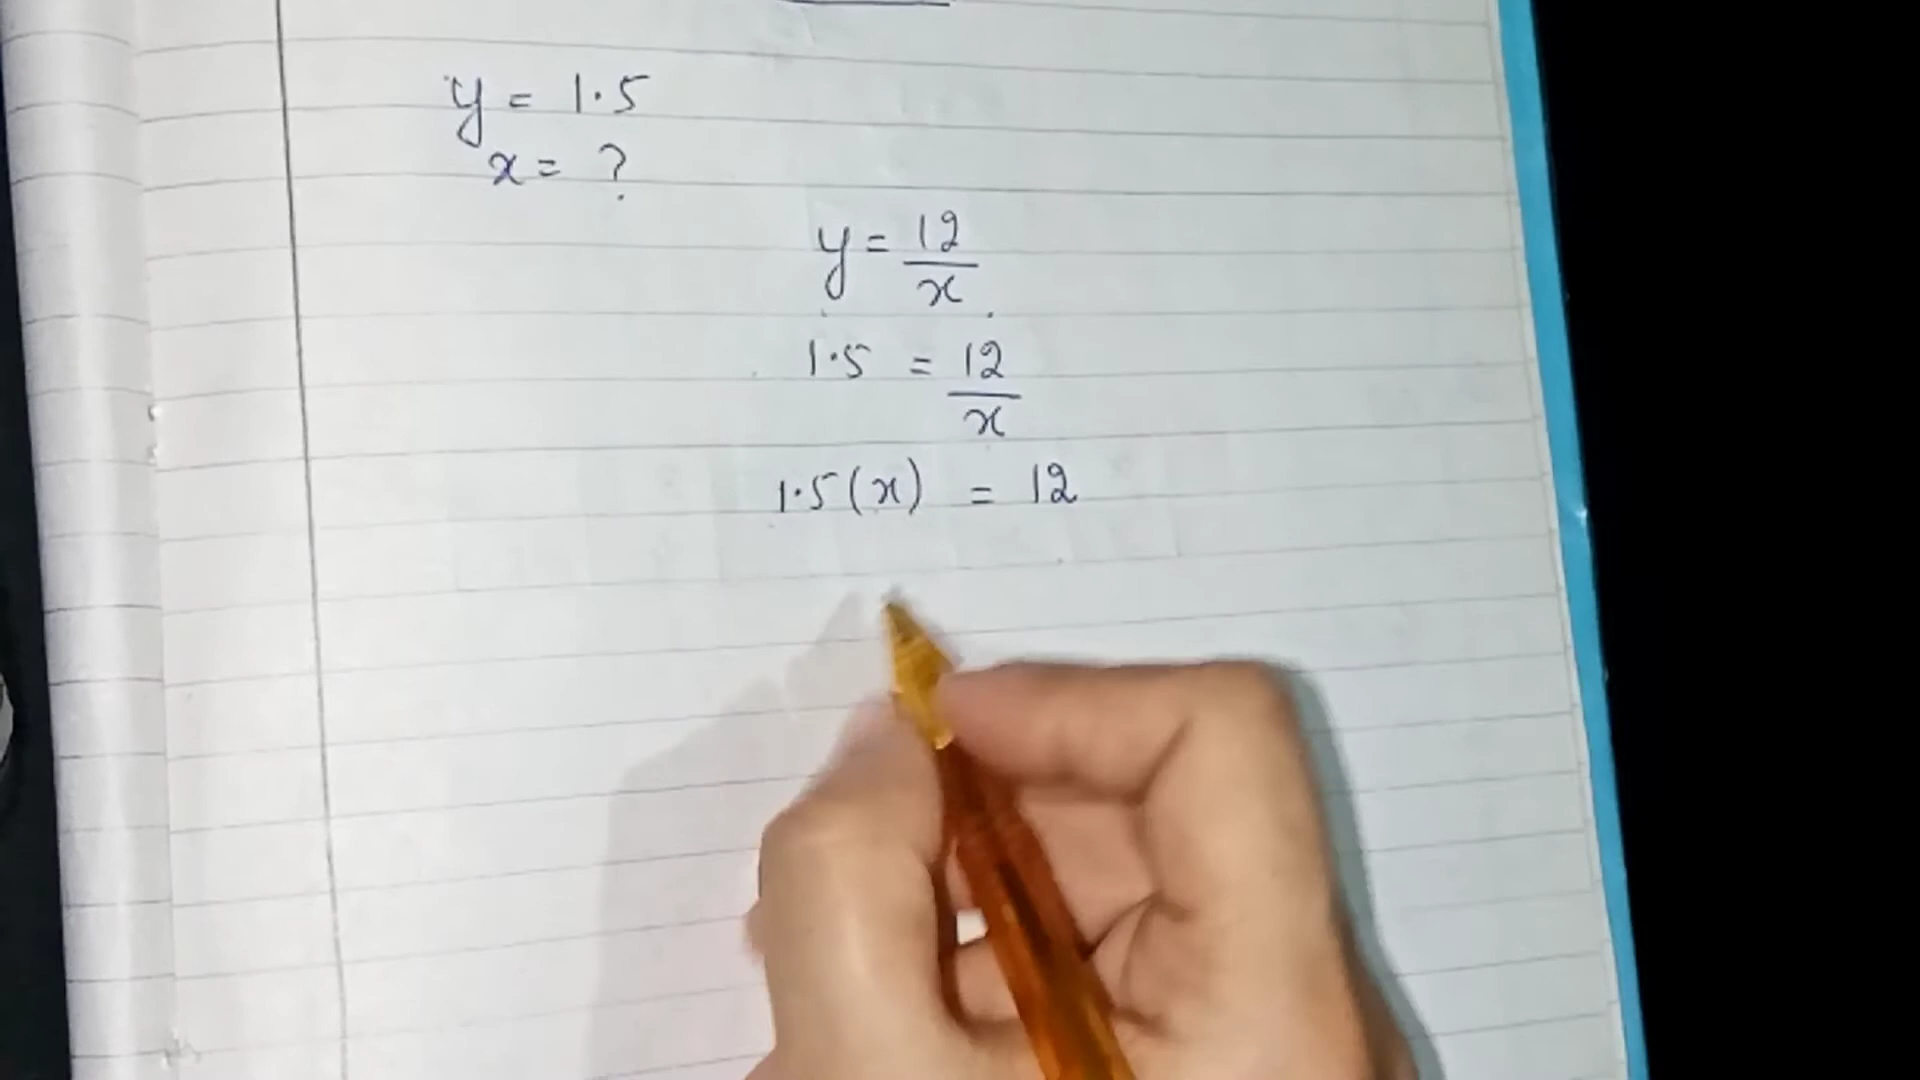 y = 1.5
x = ?
y = 12/x
1.5 = 12/x
1.5(x) = 12